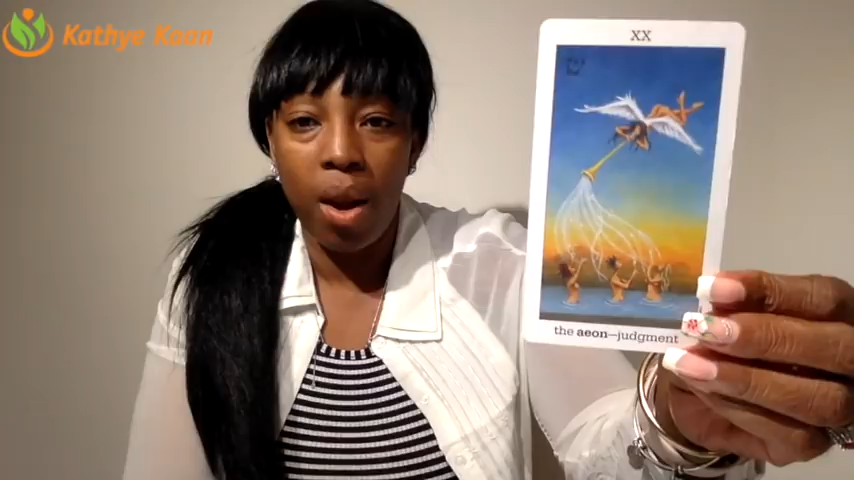 Kathye Koan
XX
the aeon—judgment